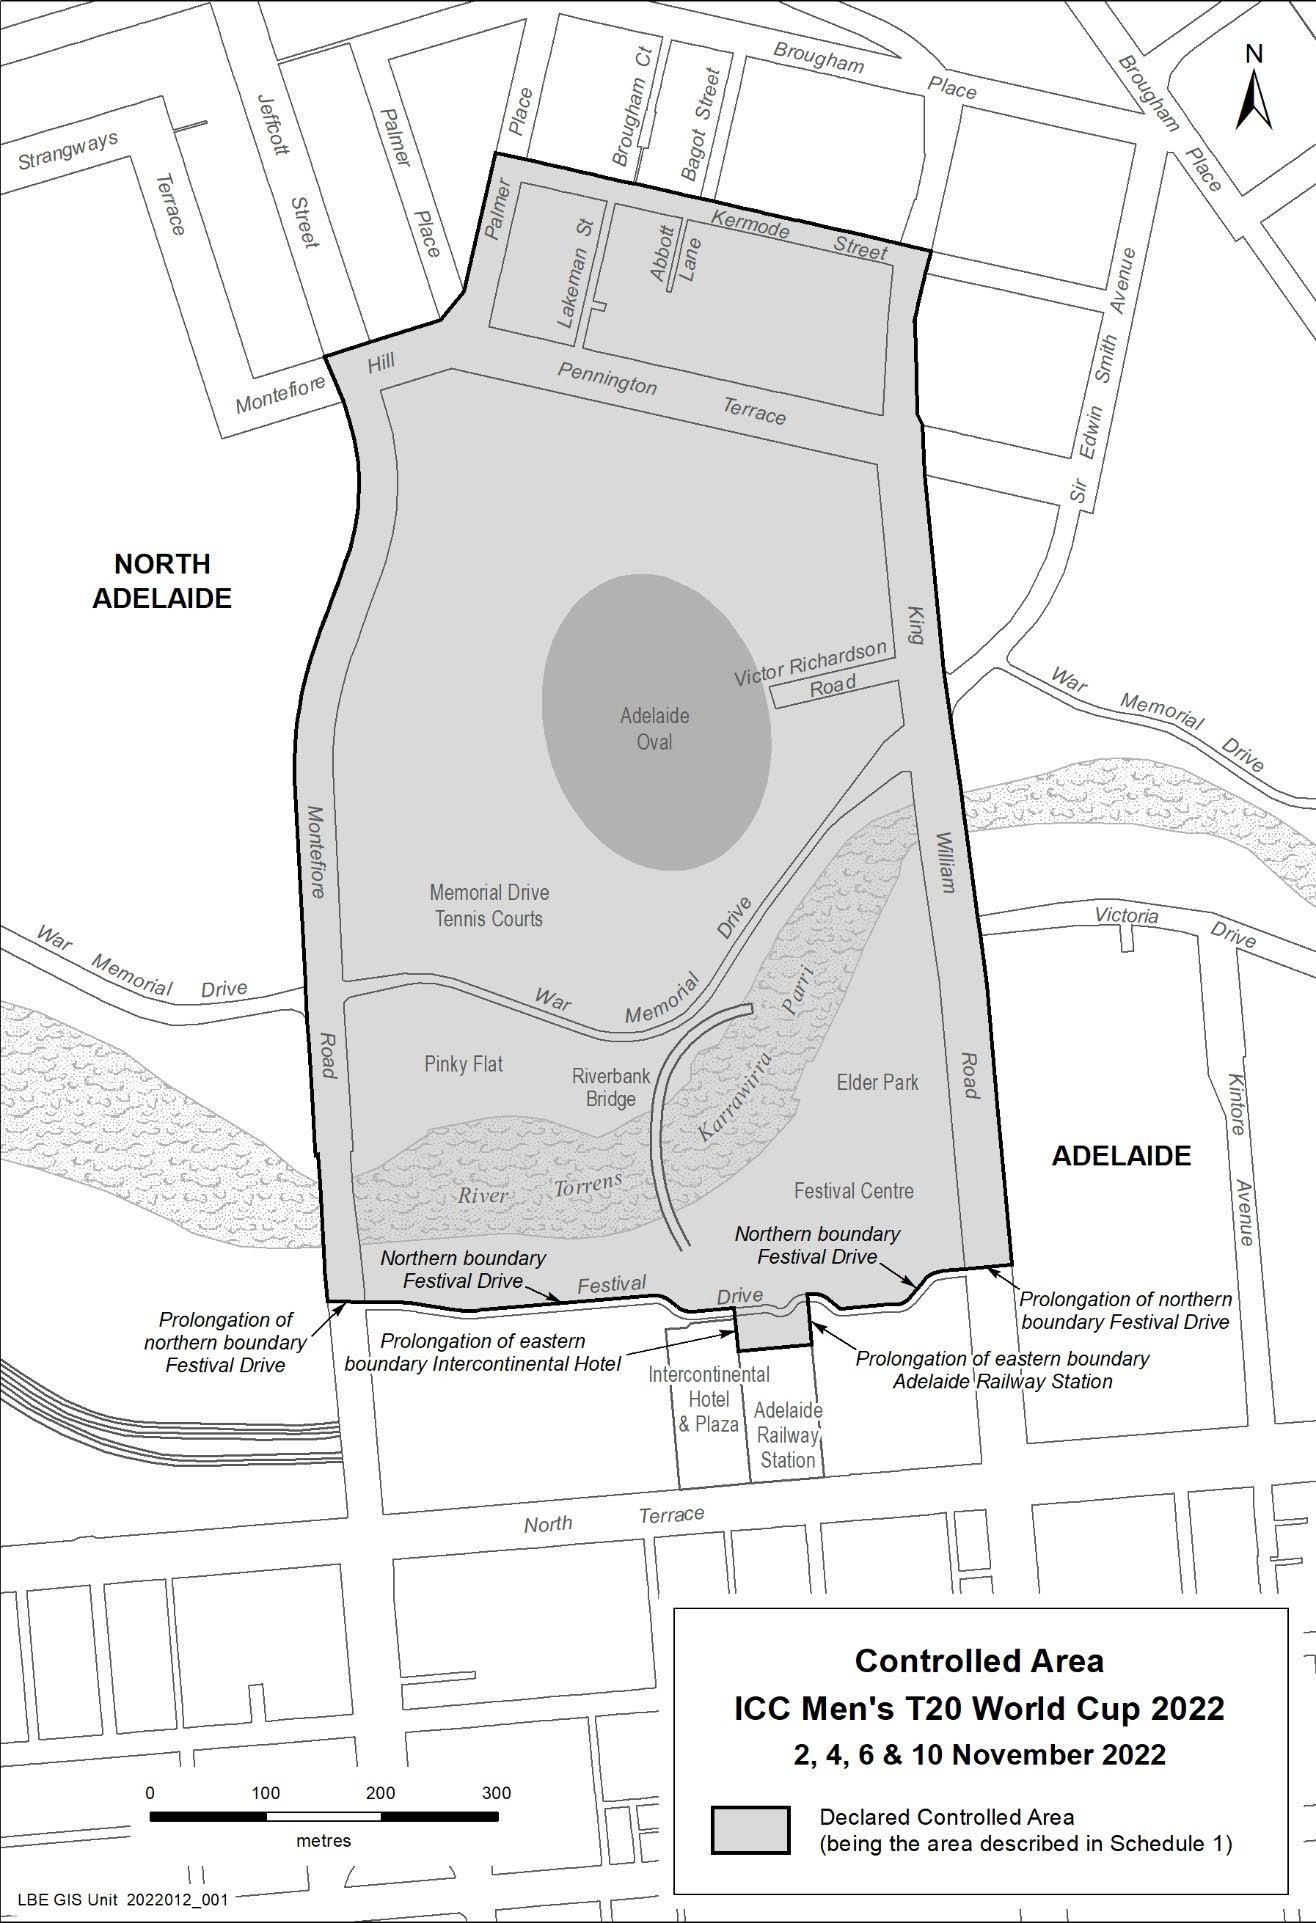 N
Brougham
Place
Brougham
Place
Brougham Ct
Bagot Street
Place
Palmer
Jeffcott
Street
Palmer
Place
Strangways
Terrace
Kermode
Street
Lakeman St
Abbott
Lane
Sir Edwin Smith Avenue
Montefiore
Hill
Pennington
Terrace
NORTH
ADELAIDE
King
William
Road
Victor Richardson
Road
War Memorial Drive
Adelaide
Oval
Montefiore
Road
Memorial Drive
Tennis Courts
Victoria
Drive
War Memorial Drive
War Memorial Drive
Karrawirra Parri
Pinky Flat
Riverbank
Bridge
Elder Park
Kintore
Avenue
ADELAIDE
River Torrens
Festival Centre
Northern boundary
Festival Drive
Northern boundary
Festival Drive
Festival
Drive
Prolongation of
northern boundary
Festival Drive
Prolongation of eastern
boundary Intercontinental Hotel
Prolongation of northern
boundary Festival Drive
Prolongation of eastern boundary
Adelaide Railway Station
Intercontinental
Hotel
& Plaza
Adelaide
Railway
Station
North
Terrace
Controlled Area
ICC Men's T20 World Cup 2022
2, 4, 6 & 10 November 2022
Declared Controlled Area
(being the area described in Schedule 1)
0 100 200 300
metres
LBE GIS Unit 2022012_001